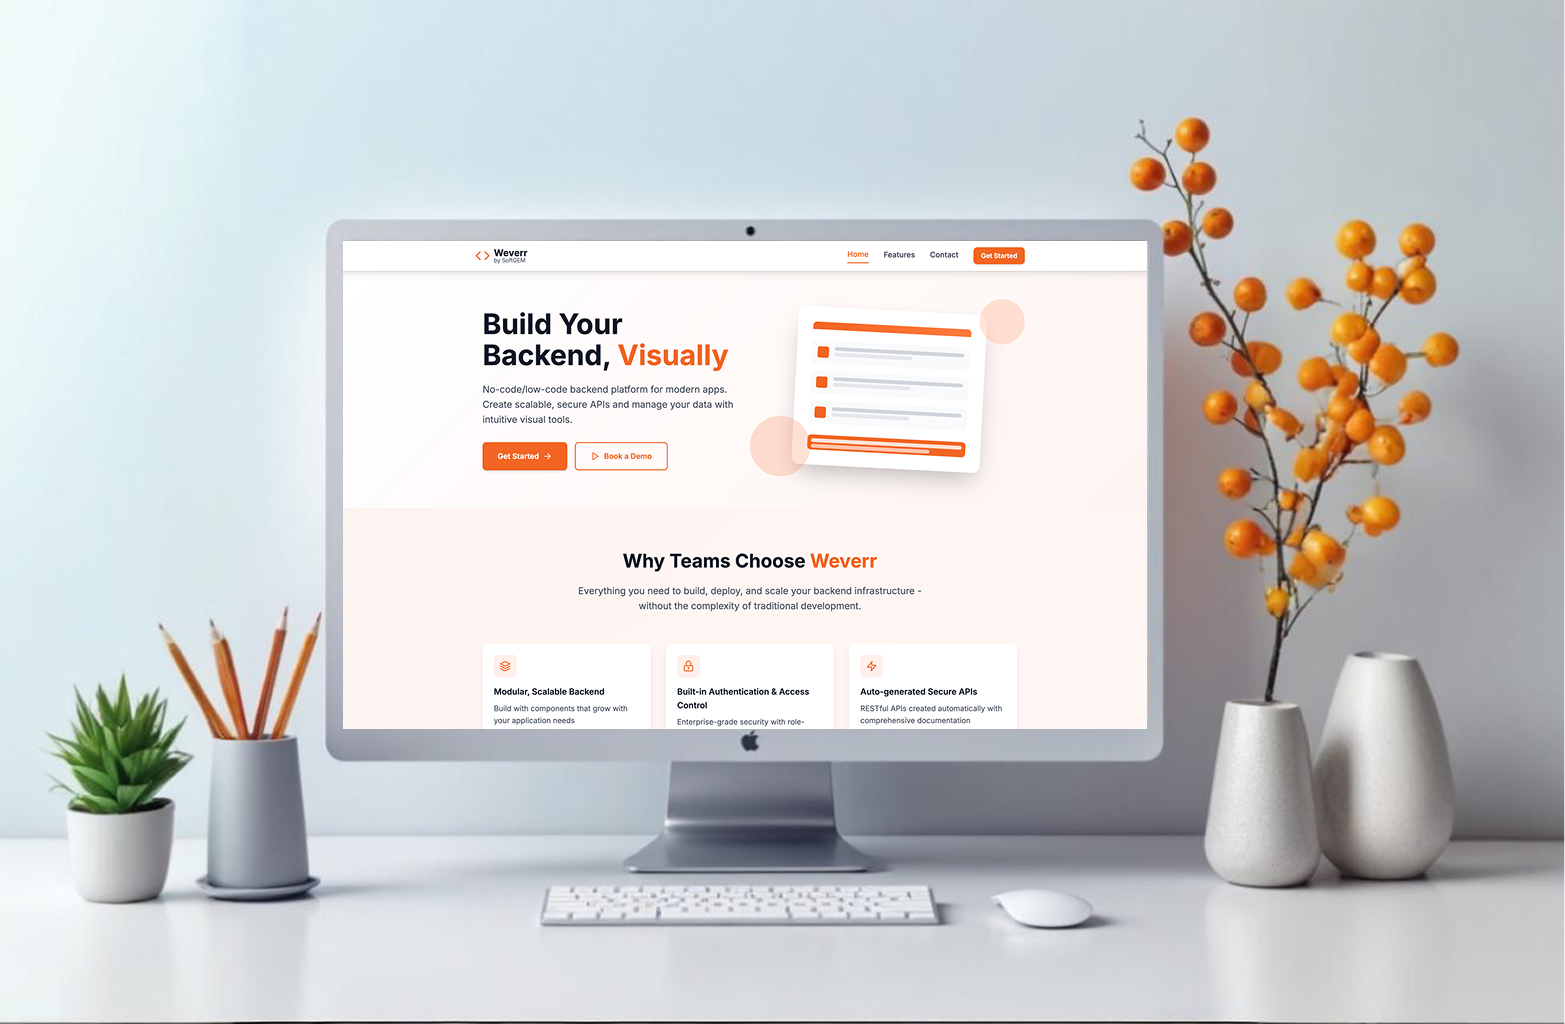 Weverr
by SoftGEM
Home
Features
Contact
Get Started
Build Your
Backend, Visually
No-code/low-code backend platform for modern apps.
Create scalable, secure APIs and manage your data with
intuitive visual tools.
Get Started
Book a Demo
Why Teams Choose Weverr
Everything you need to build, deploy, and scale your backend infrastructure -
without the complexity of traditional development.
Modular, Scalable Backend
Build with components that grow with
your application needs
Built-in Authentication & Access
Control
Enterprise-grade security with role-
Auto-generated Secure APIs
RESTful APIs created automatically with
comprehensive documentation